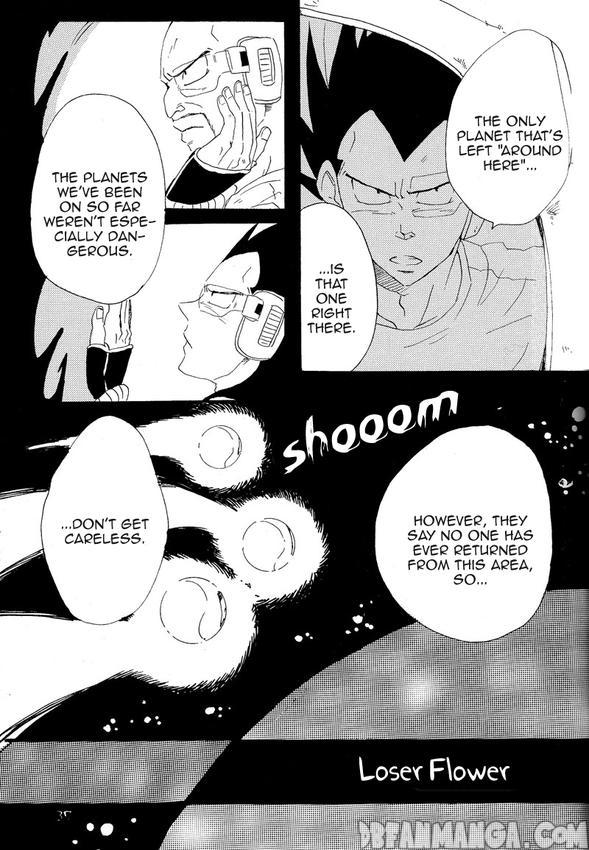 THE ONLY
PLANET THAT'S
LEFT "AROUND
HERE"...
...IS
THAT
ONE
RIGHT
THERE.
THE PLANETS
WE'VE BEEN
ON SO FAR
WEREN'T ESPE-
CIALLY DAN-
GEROUS.
shooom
HOWEVER, THEY
SAY NO ONE HAS
EVER RETURNED
FROM THIS AREA,
SO...
...DON'T GET
CARELESS.
Loser Flower
DBFANMANGA.COM